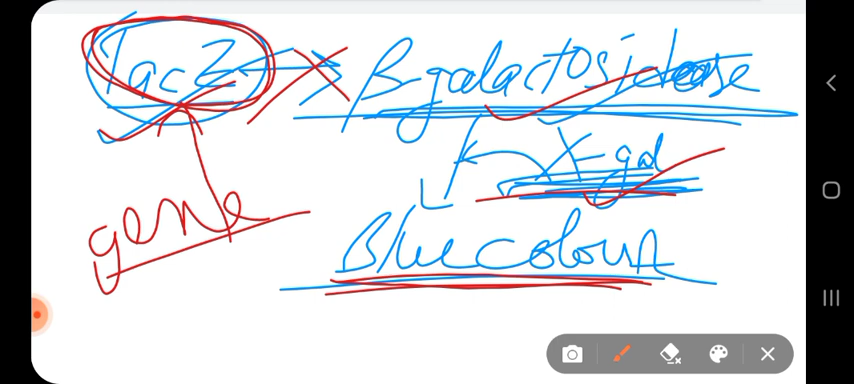 lacZ → β-galactosidase
X-gal
gene
Blue colour